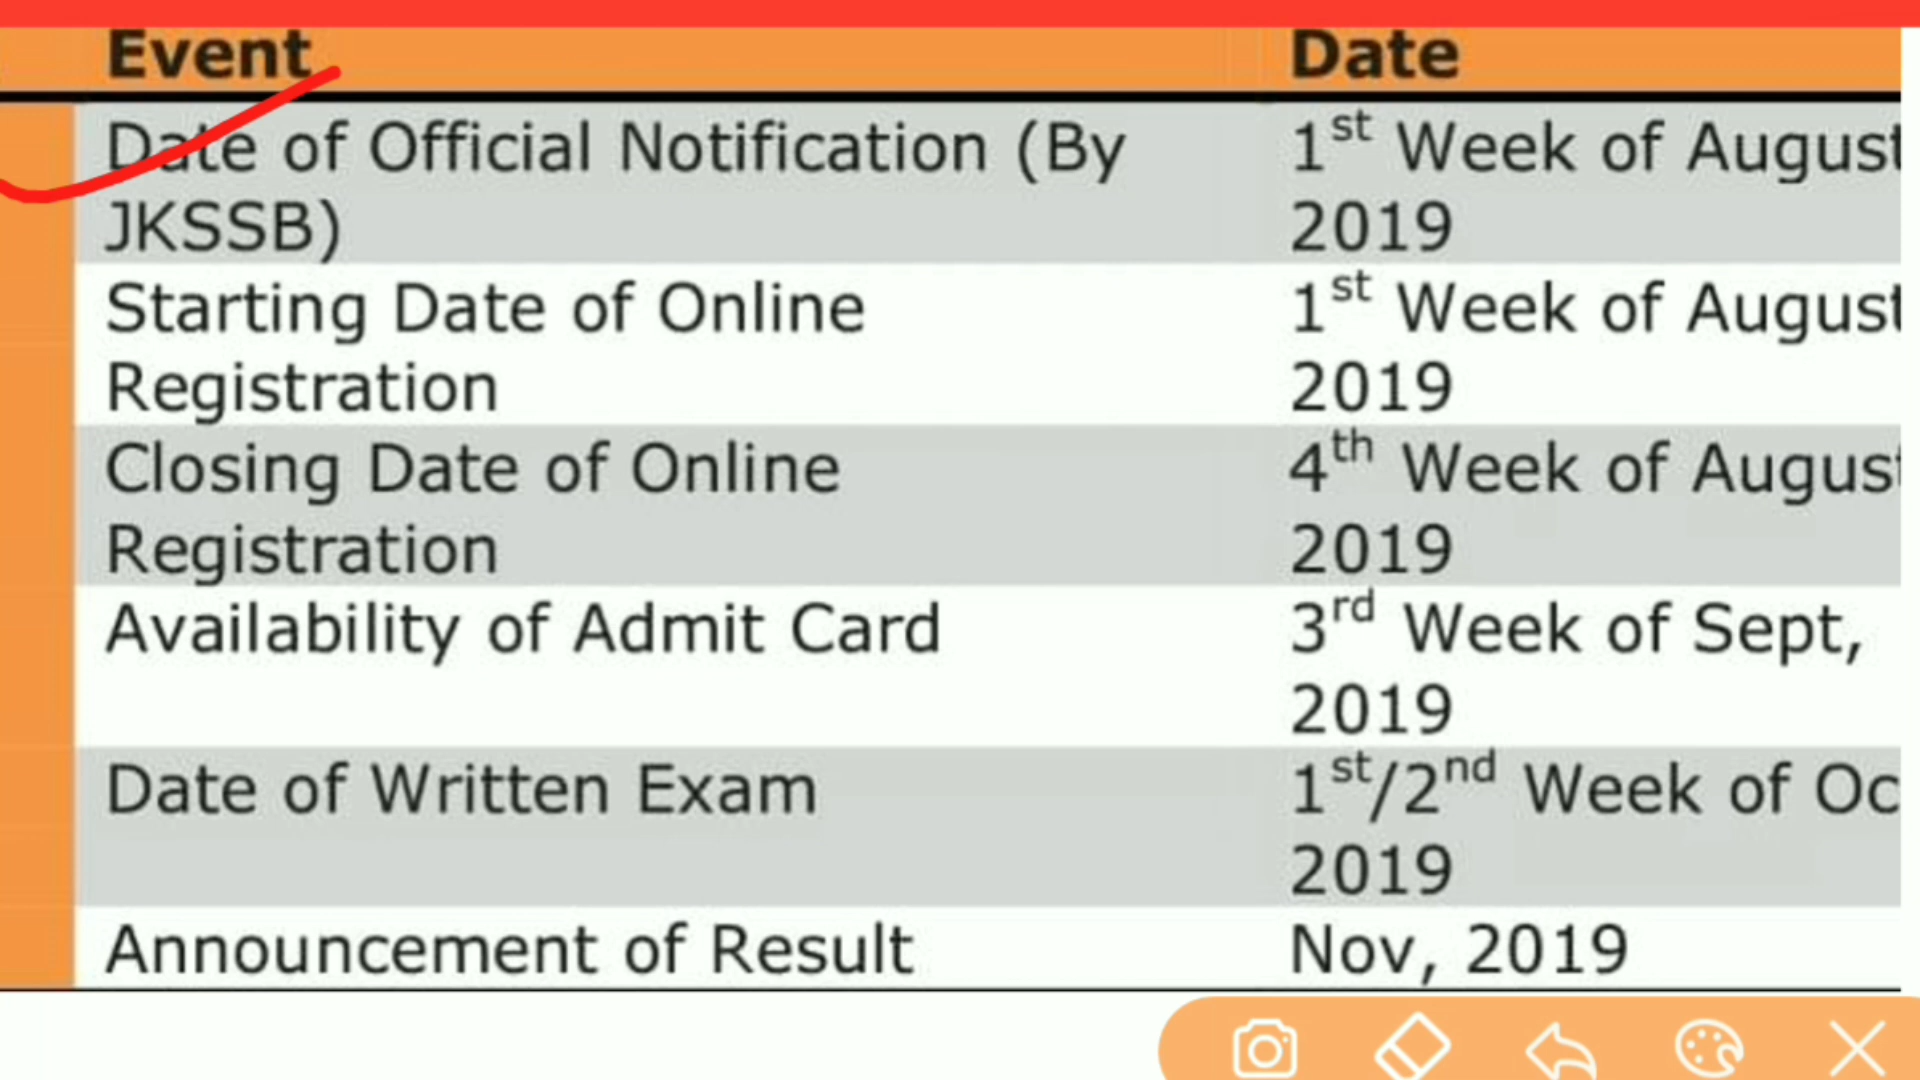 Event Date
Date of Official Notification (By 1st Week of August
JKSSB) 2019
Starting Date of Online 1st Week of August
Registration 2019
Closing Date of Online 4th Week of August
Registration 2019
Availability of Admit Card 3rd Week of Sept,
2019
Date of Written Exam 1st/2nd Week of Oc
2019
Announcement of Result Nov, 2019